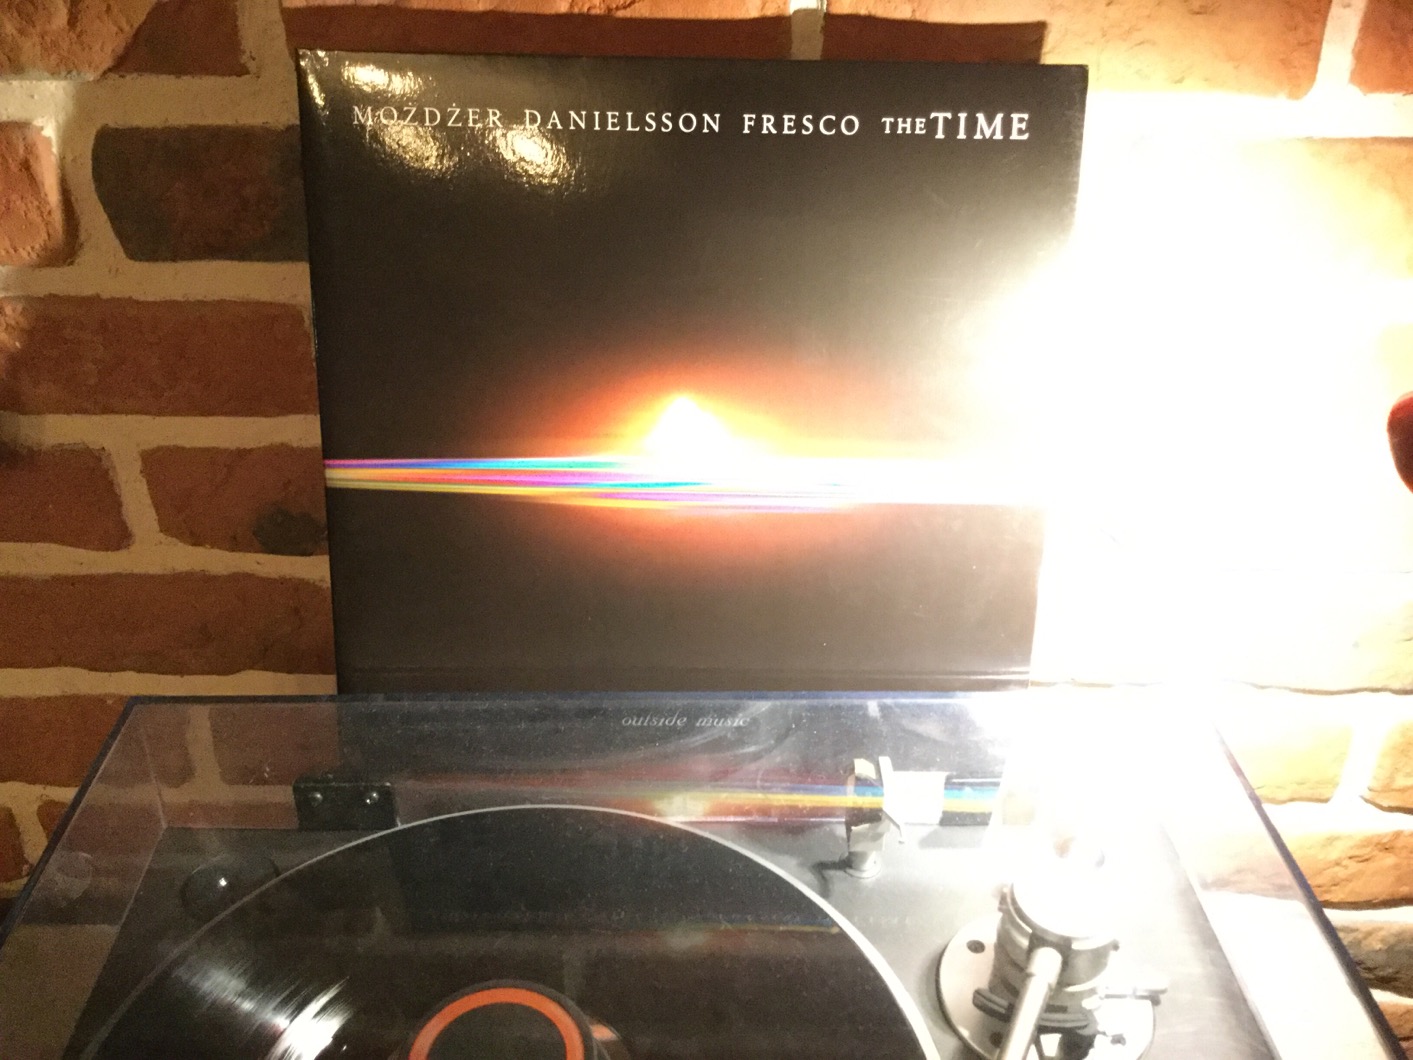 MOŻDŻER DANIELSSON FRESCO THE TIME
outside music